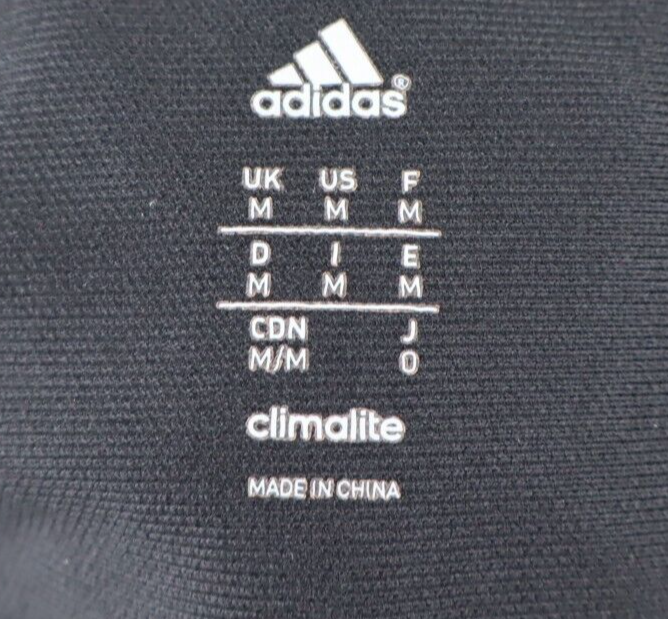 adidas®
UK US F
M M M
D I E
M M M
CDN J
M/M O
climalite
MADE IN CHINA